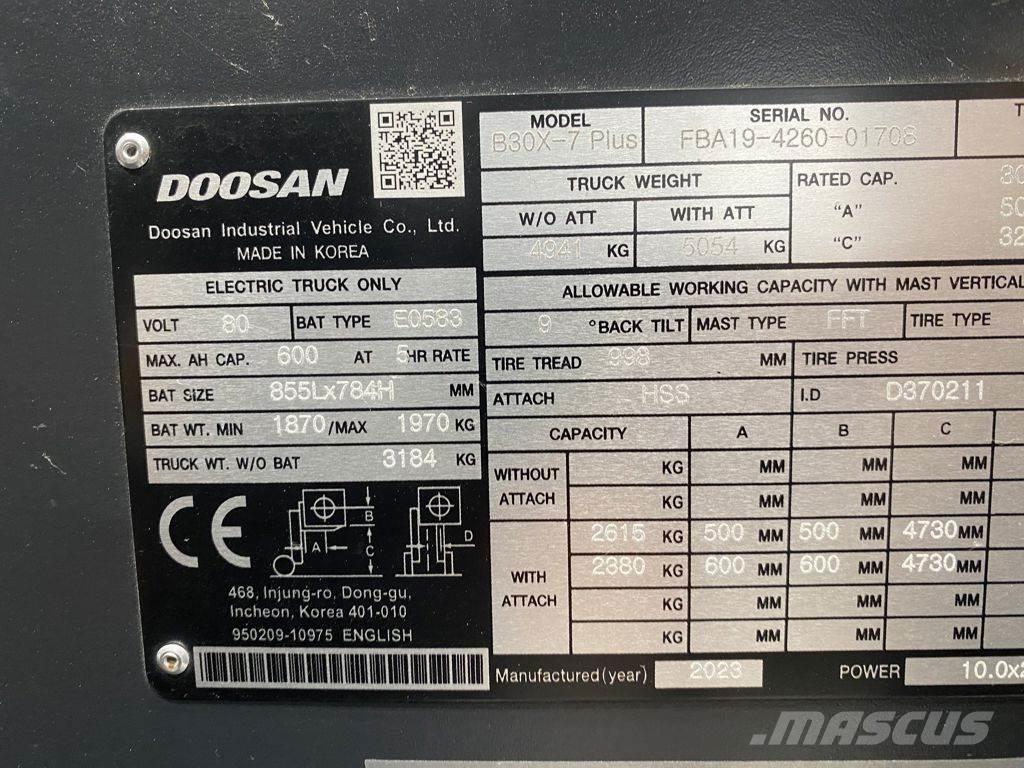 DOOSAN
Doosan Industrial Vehicle Co., Ltd.
MADE IN KOREA
ELECTRIC TRUCK ONLY
VOLT 80 BAT TYPE E0583
MAX. AH CAP. 600 AT 5HR RATE
BAT SIZE 855Lx784H MM
BAT WT. MIN 1870/MAX 1970 KG
TRUCK WT. W/O BAT 3184 KG
CE
A B C D
468, Injung-ro, Dong-gu,
Incheon, Korea 401-010
950209-10975 ENGLISH
MODEL SERIAL NO.
B30X-7 Plus FBA19-4260-01708
TRUCK WEIGHT RATED CAP.
W/O ATT WITH ATT "A"
4941 KG 5054 KG "C"
ALLOWABLE WORKING CAPACITY WITH MAST VERTICAL
9 °BACK TILT MAST TYPE FFT TIRE TYPE
TIRE TREAD 998 MM TIRE PRESS
ATTACH HSS I.D D370211
CAPACITY A B C
WITHOUT ATTACH KG MM MM MM
KG MM MM MM
WITH ATTACH 2615 KG 500 MM 500 MM 4730 MM
2380 KG 600 MM 600 MM 4730 MM
KG MM MM MM
KG MM MM MM
Manufactured (year) 2023 POWER
MASCUS